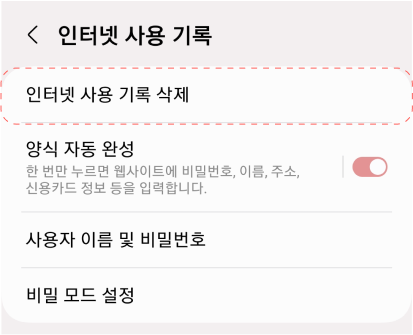 인터넷 사용 기록
인터넷 사용 기록 삭제
양식 자동 완성
한 번만 누르면 웹사이트에 비밀번호, 이름, 주소,
신용카드 정보 등을 입력합니다.
사용자 이름 및 비밀번호
비밀 모드 설정